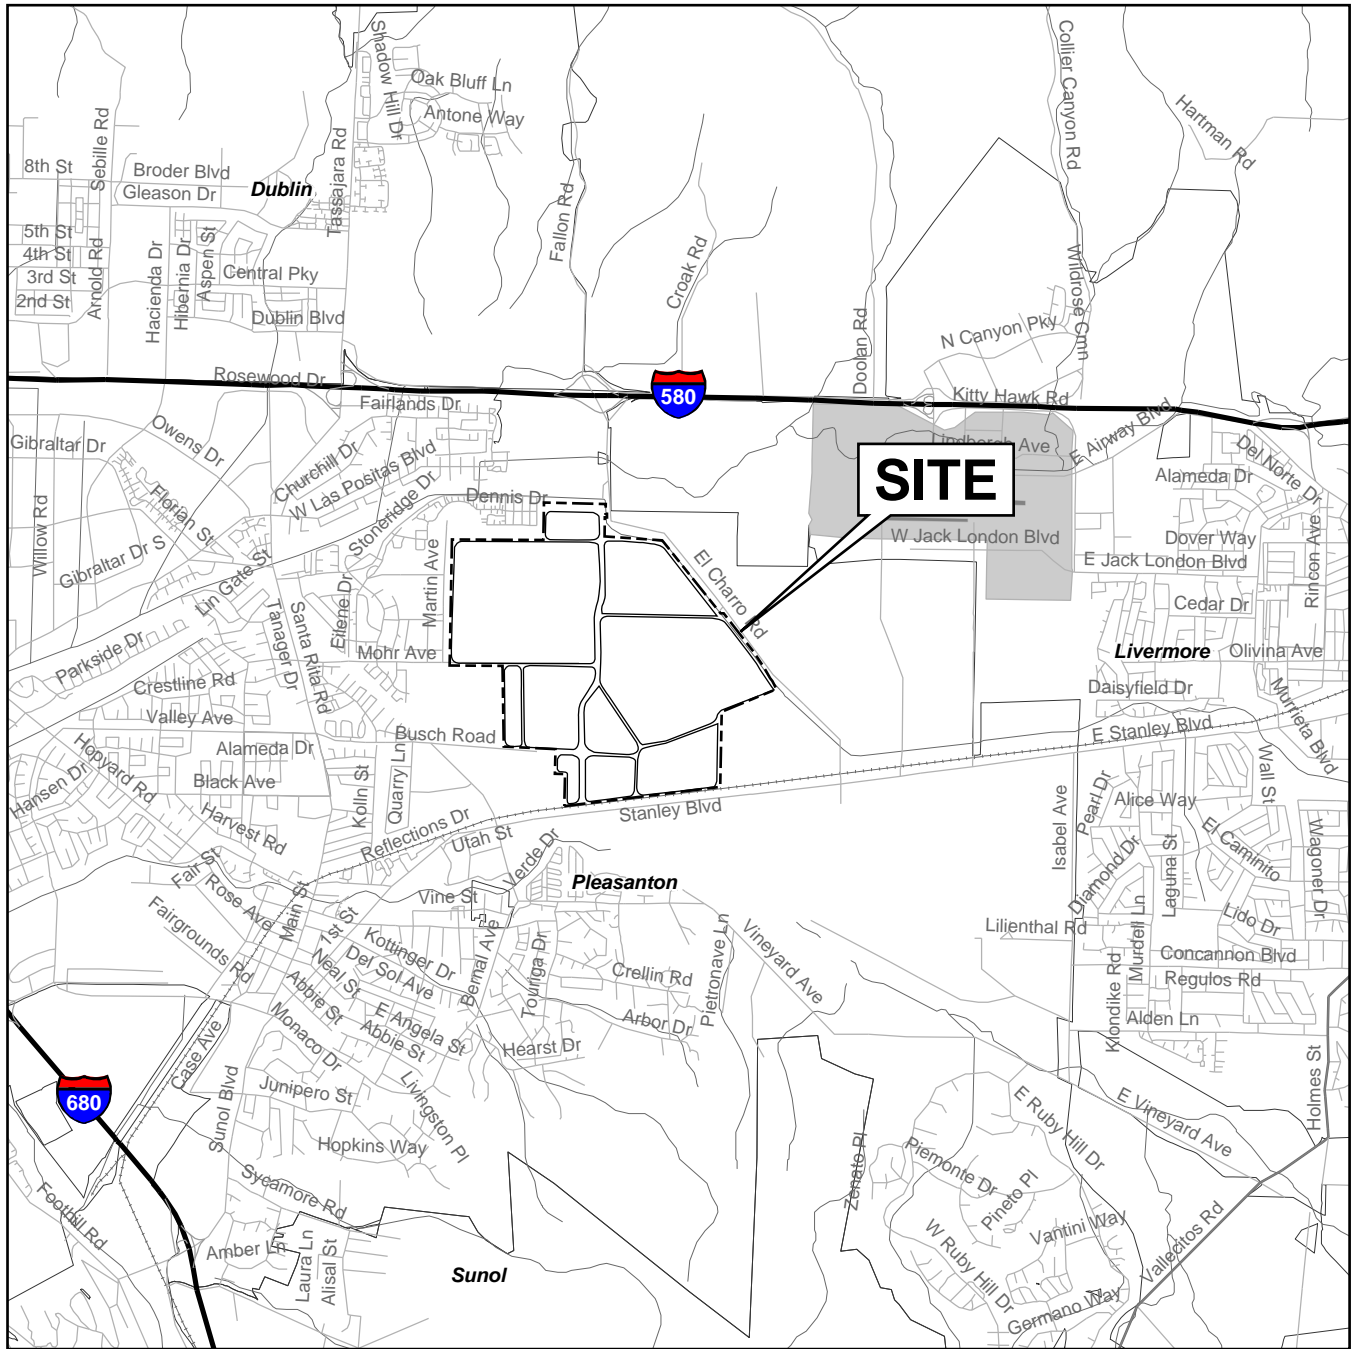 Collier Canyon Rd
Shadow Hill Dr
Oak Bluff Ln
Antone Way
Hartman Rd
Sebille Rd
8th St
Broder Blvd
Gleason Dr
Dublin
Tassajara Rd
Fallon Rd
5th St
4th St
3rd St
2nd St
Arnold Rd
Hacienda Dr
Hibernia Dr
Aspen St
Central Pky
Dublin Blvd
Croak Rd
Wildrose Cmn
Doolan Rd
N Canyon Pky
Rosewood Dr
580
Kitty Hawk Rd
Fairlands Dr
Gibraltar Dr
Owens Dr
Churchill Dr
W Las Positas Blvd
Lindbergh Ave
E Airway Blvd
Del Norte Dr
SITE
Alameda Dr
Stoneridge Dr
Dennis Dr
Willow Rd
Florian St
Gibraltar Dr S
W Jack London Blvd
Dover Way
E Jack London Blvd
Rincon Ave
Lin Gate St
Martin Ave
El Charro Rd
Eilene Dr
Cedar Dr
Tanager Dr
Santa Rita Rd
Parkside Dr
Mohr Ave
Livermore
Olivina Ave
Crestline Rd
Daisyfield Dr
Murrieta Blvd
Valley Ave
Busch Road
E Stanley Blvd
Alameda Dr
Hopyard Rd
Black Ave
Hansen Dr
Kolln St
Quarry Ln
Wall St
Pearl Dr
Alice Way
Stanley Blvd
Harvest Rd
Reflections Dr
Utah St
Isabel Ave
El Caminito
Wagoner Dr
Verde Dr
Diamond Dr
Laguna St
Fair St
Rose Ave
Pleasanton
Vine St
Main St
1st St
Fairgrounds Rd
Lilienthal Rd
Lido Dr
Kottinger Dr
Del Sol Ave
Neal St
Bernal Ave
Touriga Dr
Pietronave Ln
Vineyard Ave
Murdell Ln
Concannon Blvd
Crellin Rd
Regulos Rd
Abbie St
Klondike Rd
E Angela St
Arbor Dr
Alden Ln
Monaco Dr
Abbie St
Hearst Dr
Case Ave
Holmes St
680
Junipero St
Livingston Pl
Sunol Blvd
E Ruby Hill Dr
E Vineyard Ave
Hopkins Way
Zenato Pl
Piemonte Dr
Sycamore Rd
Pineto Pl
Foothill Rd
Vantini Way
Vallecitos Rd
Amber Ln
Laura Ln
Alisal St
W Ruby Hill Dr
Sunol
Germano Way